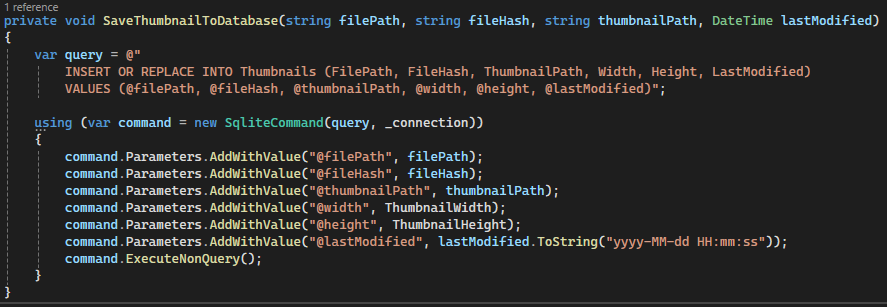 1 reference
private void SaveThumbnailToDatabase(string filePath, string fileHash, string thumbnailPath, DateTime lastModified)
{
var query = @"
INSERT OR REPLACE INTO Thumbnails (FilePath, FileHash, ThumbnailPath, Width, Height, LastModified)
VALUES (@filePath, @fileHash, @thumbnailPath, @width, @height, @lastModified)";
using (var command = new SqliteCommand(query, _connection))
{
command.Parameters.AddWithValue("@filePath", filePath);
command.Parameters.AddWithValue("@fileHash", fileHash);
command.Parameters.AddWithValue("@thumbnailPath", thumbnailPath);
command.Parameters.AddWithValue("@width", ThumbnailWidth);
command.Parameters.AddWithValue("@height", ThumbnailHeight);
command.Parameters.AddWithValue("@lastModified", lastModified.ToString("yyyy-MM-dd HH:mm:ss"));
command.ExecuteNonQuery();
}
}